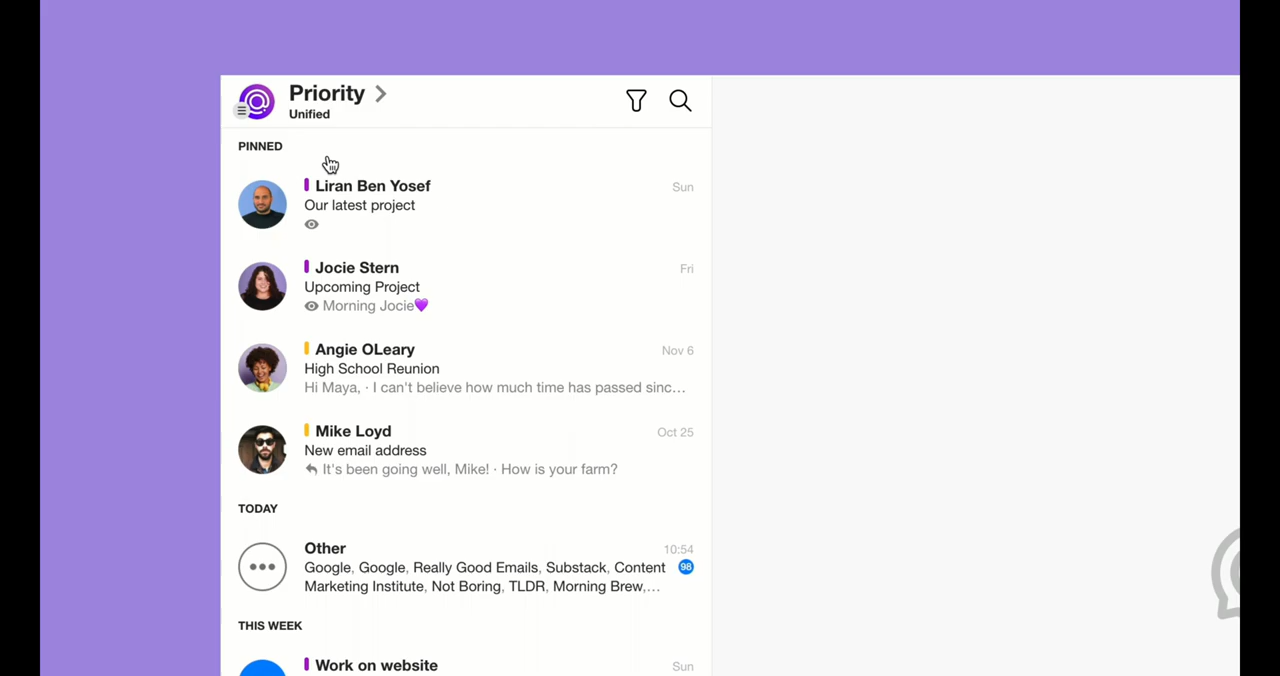 Priority
Unified
PINNED
Liran Ben Yosef
Sun
Our latest project
Jocie Stern
Fri
Upcoming Project
Morning Jocie💜
Angie OLeary
Nov 6
High School Reunion
Hi Maya, · I can't believe how much time has passed sinc…
Mike Loyd
Oct 25
New email address
It's been going well, Mike! · How is your farm?
TODAY
Other
10:54
Google, Google, Really Good Emails, Substack, Content
98
Marketing Institute, Not Boring, TLDR, Morning Brew,…
THIS WEEK
Work on website
Sun